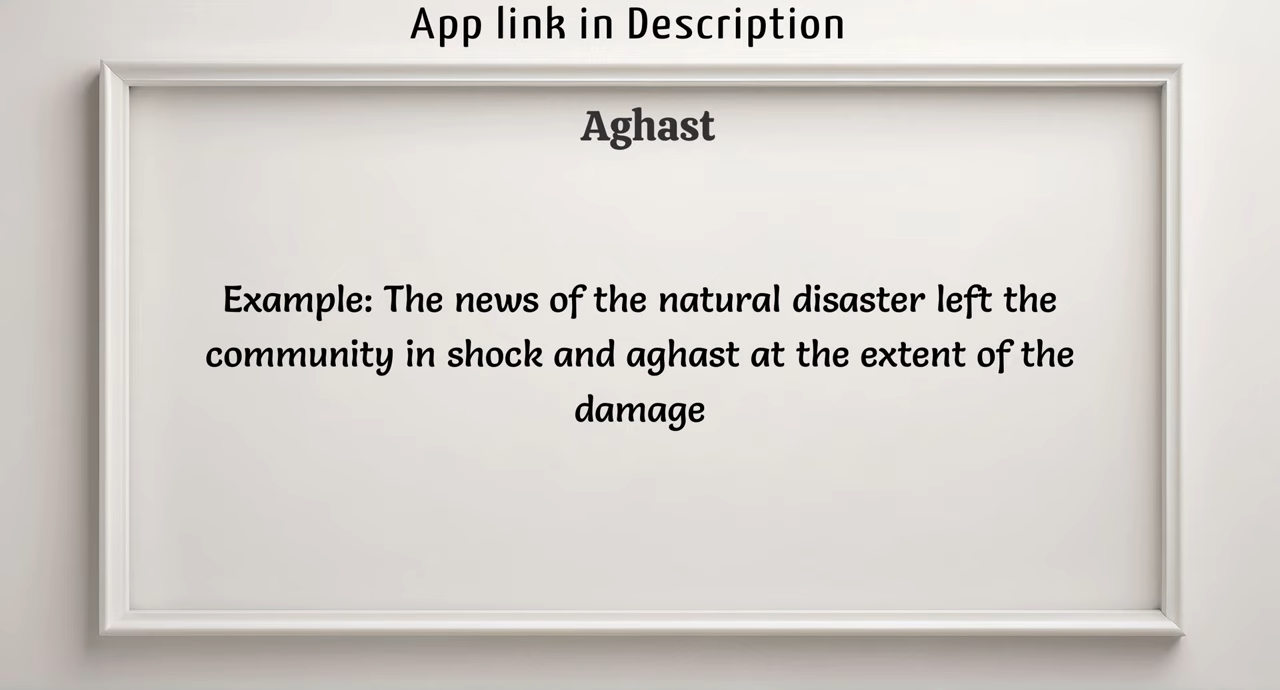 App link in Description
Aghast
Example: The news of the natural disaster left the
community in shock and aghast at the extent of the
damage